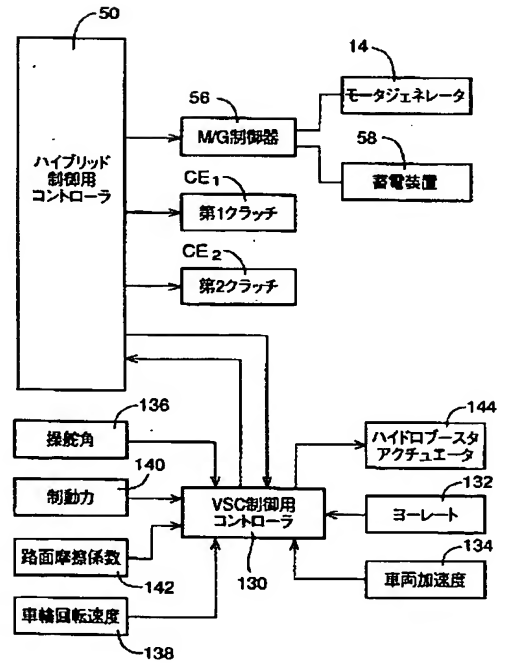 50
ハイブリッド
制御用
コントローラ
56
M/G制御器
14
モータジェネレータ
58
蓄電装置
CE1
第1クラッチ
CE2
第2クラッチ
136
操舵角
140
制動力
路面摩擦係数
142
車輪回転速度
138
VSC制御用
コントローラ
130
144
ハイドロブースタ
アクチュエータ
132
ヨーレート
134
車両加速度